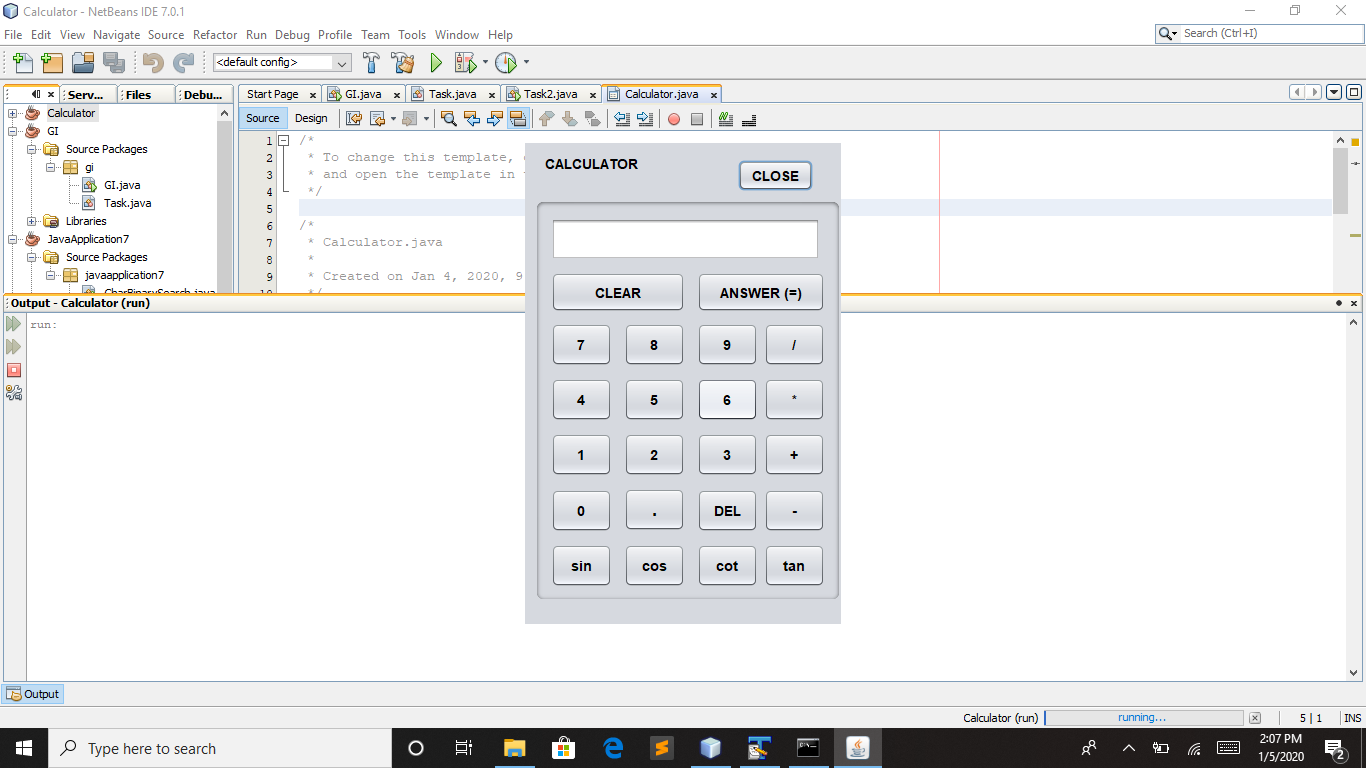 Calculator - NetBeans IDE 7.0.1
File Edit View Navigate Source Refactor Run Debug Profile Team Tools Window Help
Search (Ctrl+I)
<default config>
Serv... Files Debu...
Start Page GI.java Task.java Task2.java Calculator.java
Source Design
Calculator
GI
Source Packages
gi
GI.java
Task.java
Libraries
JavaApplication7
Source Packages
javaapplication7
CharBinarySearch.java
1 /*
2 * To change this template,
3 * and open the template in
4 */
5
6 /*
7 * Calculator.java
8 *
9 * Created on Jan 4, 2020, 9
10 */
CALCULATOR
CLOSE
CLEAR ANSWER (=)
7 8 9 /
4 5 6 *
1 2 3 +
0 . DEL -
sin cos cot tan
Output - Calculator (run)
run:
Output
Calculator (run) running... 5 | 1 INS
Type here to search
2:07 PM
1/5/2020
2